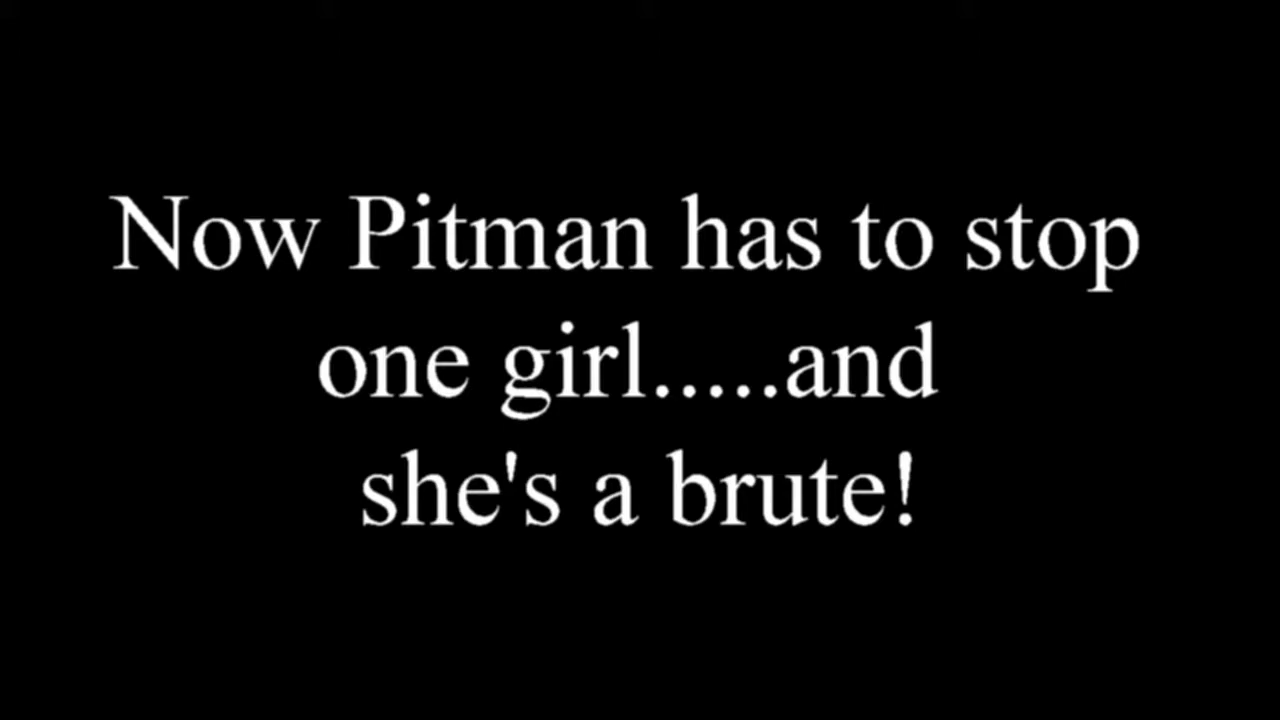 Now Pitman has to stop
one girl.....and
she's a brute!